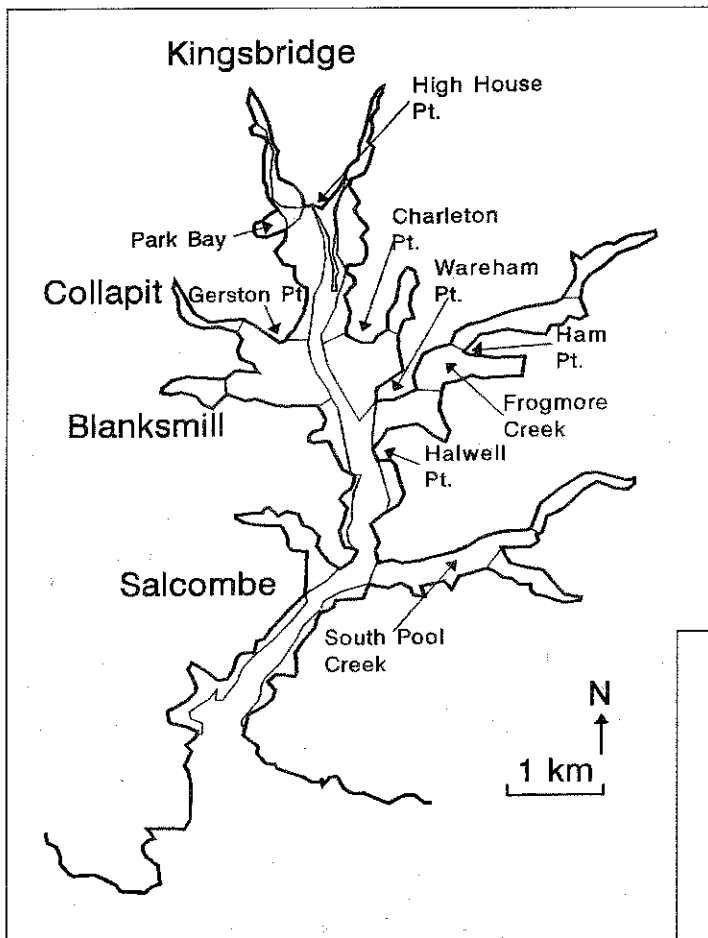 Kingsbridge
High House
Pt.
Park Bay
Charleton
Pt.
Wareham
Pt.
Collapit
Gerston Pt
Ham
Pt.
Blanksmill
Frogmore
Creek
Halwell
Pt.
Salcombe
South Pool
Creek
N
1 km